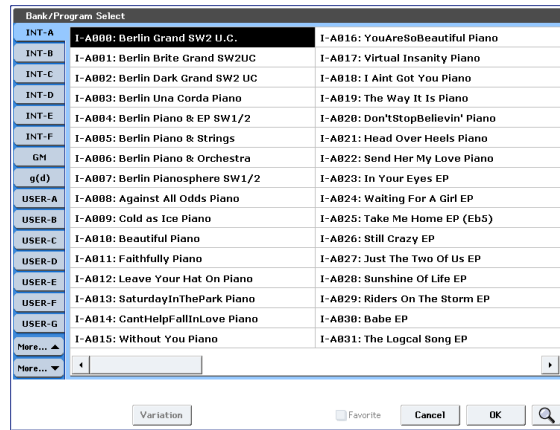 Bank/Program Select
INT-A
INT-B
INT-C
INT-D
INT-E
INT-F
GM
g(d)
USER-A
USER-B
USER-C
USER-D
USER-E
USER-F
USER-G
More...
More...
I-A000: Berlin Grand SW2 U.C.
I-A001: Berlin Brite Grand SW2UC
I-A002: Berlin Dark Grand SW2 UC
I-A003: Berlin Una Corda Piano
I-A004: Berlin Piano & EP SW1/2
I-A005: Berlin Piano & Strings
I-A006: Berlin Piano & Orchestra
I-A007: Berlin Pianosphere SW1/2
I-A008: Against All Odds Piano
I-A009: Cold as Ice Piano
I-A010: Beautiful Piano
I-A011: Faithfully Piano
I-A012: Leave Your Hat On Piano
I-A013: SaturdayInThePark Piano
I-A014: CantHelpFallInLove Piano
I-A015: Without You Piano
I-A016: YouAreSoBeautiful Piano
I-A017: Virtual Insanity Piano
I-A018: I Aint Got You Piano
I-A019: The Way It Is Piano
I-A020: Don'tStopBelievin' Piano
I-A021: Head Over Heels Piano
I-A022: Send Her My Love Piano
I-A023: In Your Eyes EP
I-A024: Waiting For A Girl EP
I-A025: Take Me Home EP (Eb5)
I-A026: Still Crazy EP
I-A027: Just The Two Of Us EP
I-A028: Sunshine Of Life EP
I-A029: Riders On The Storm EP
I-A030: Babe EP
I-A031: The Logcal Song EP
Variation
Favorite
Cancel
OK